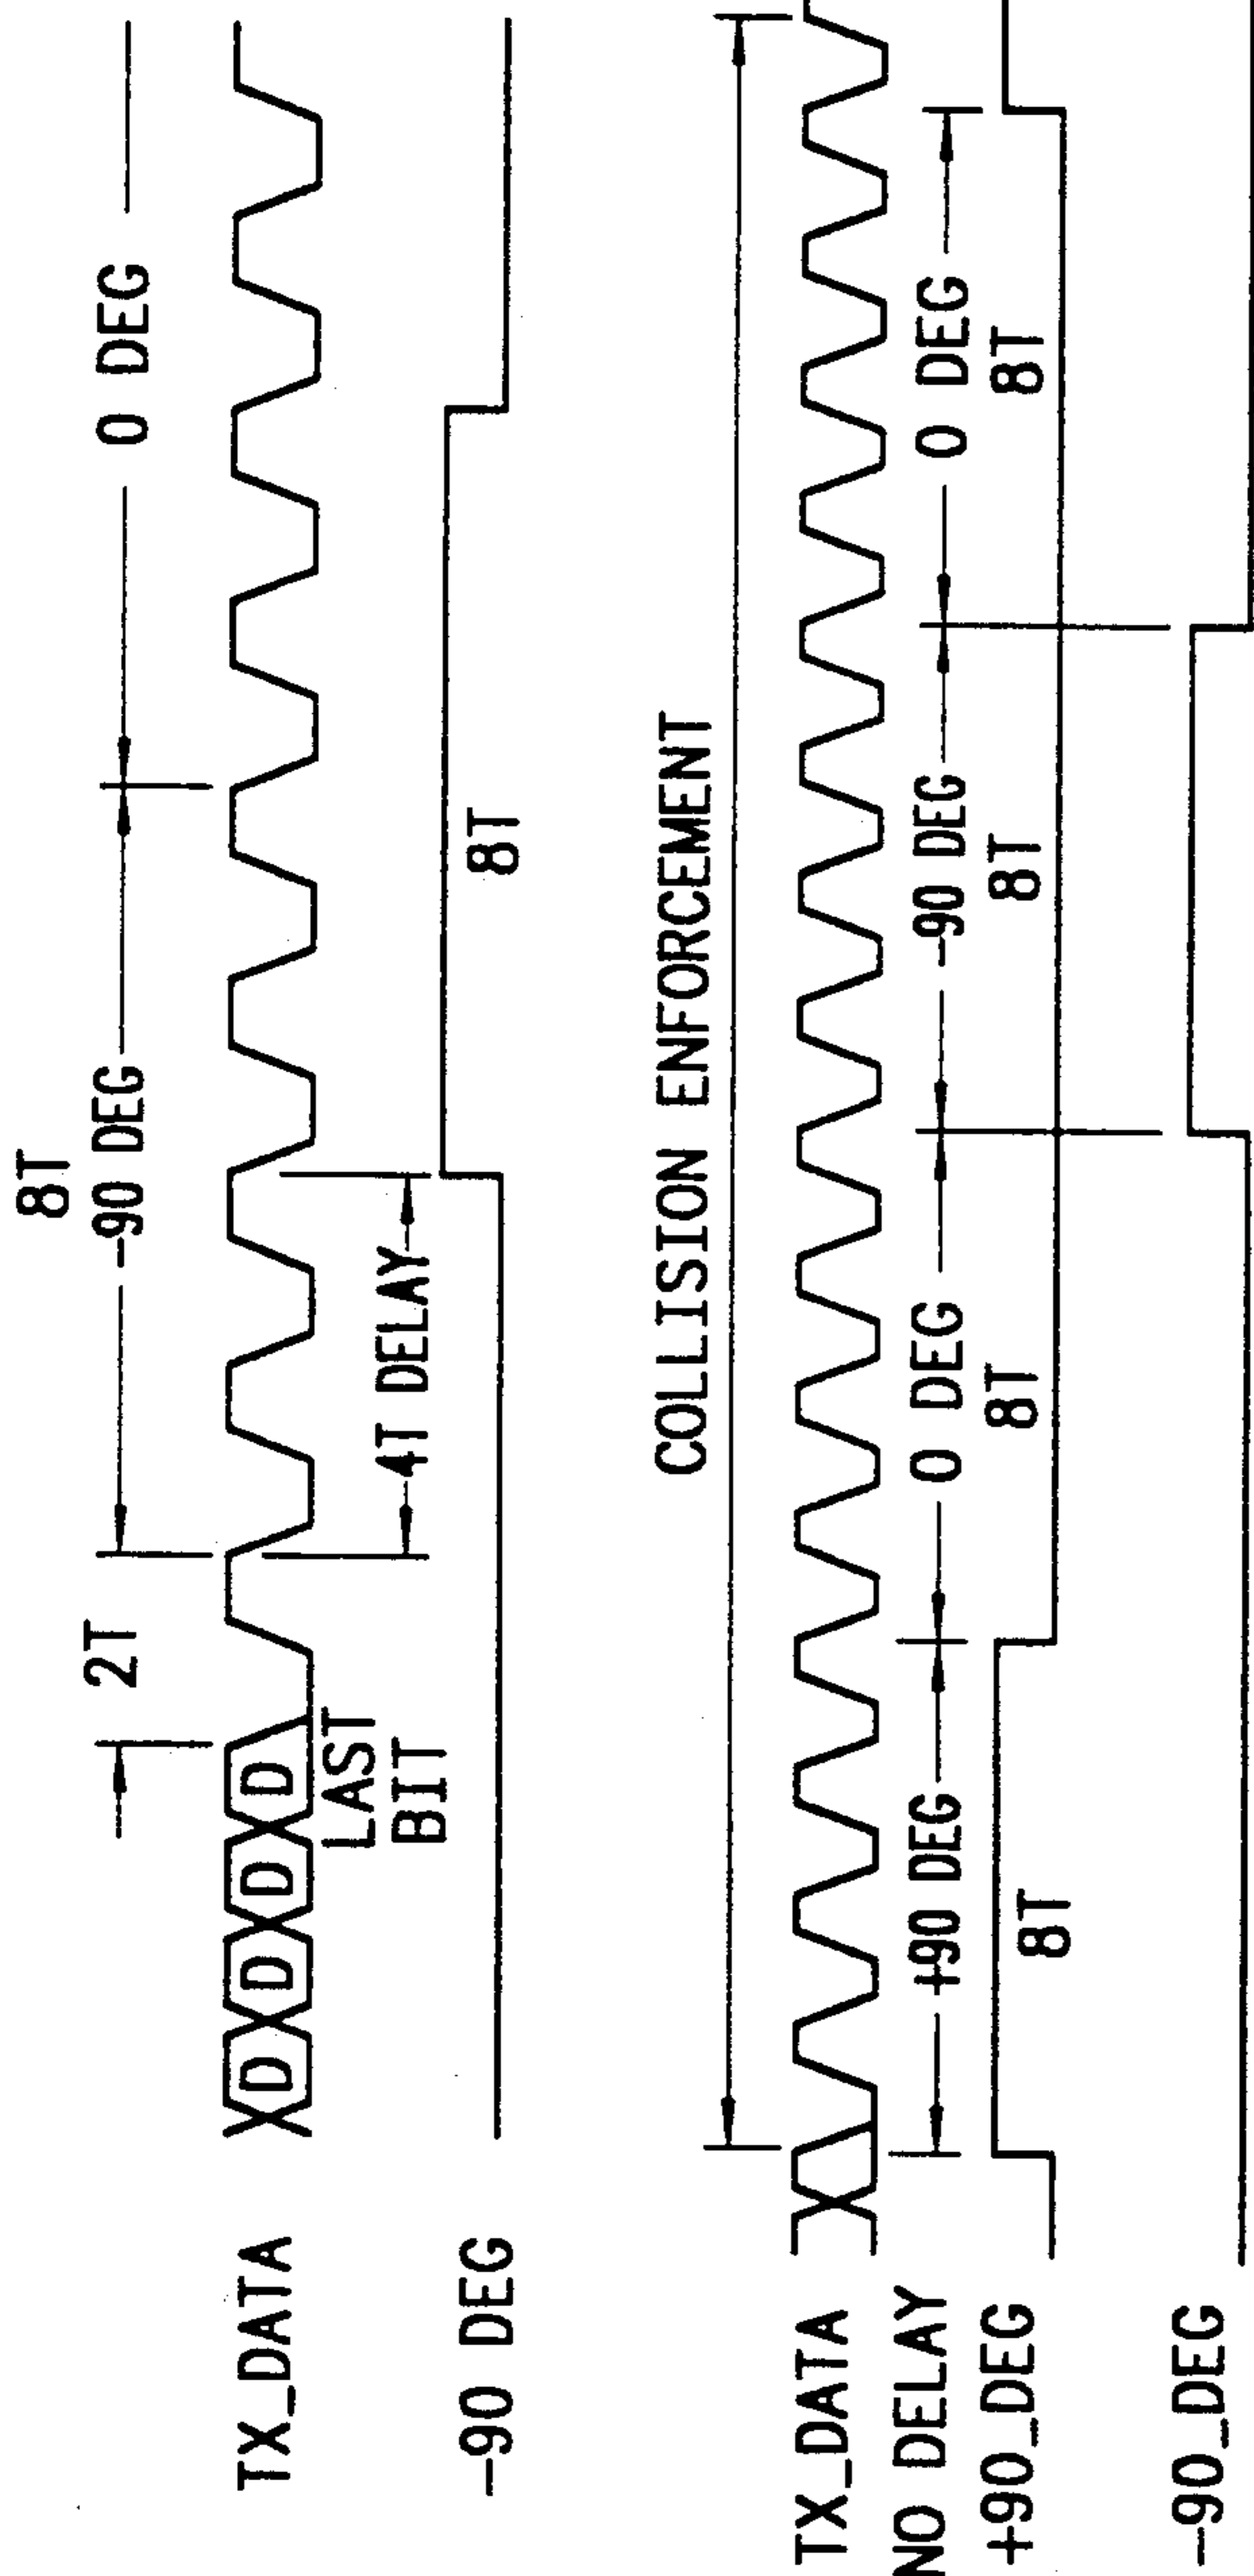 8T
2T
-90 DEG
0 DEG
TX_DATA
D D D D
LAST
BIT
4T DELAY
-90 DEG
8T
COLLISION ENFORCEMENT
TX_DATA
NO DELAY
+90 DEG
0 DEG
-90 DEG
0 DEG
+90_DEG
8T
8T
8T
8T
-90_DEG